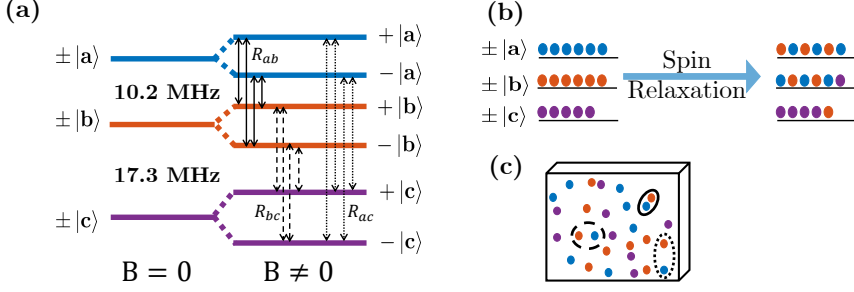 (a)
± |a⟩
10.2 MHz
± |b⟩
17.3 MHz
± |c⟩
B = 0
B ≠ 0
R_ab
R_bc
R_ac
+ |a⟩
− |a⟩
+ |b⟩
− |b⟩
+ |c⟩
− |c⟩
(b)
± |a⟩
± |b⟩
± |c⟩
Spin
Relaxation
(c)